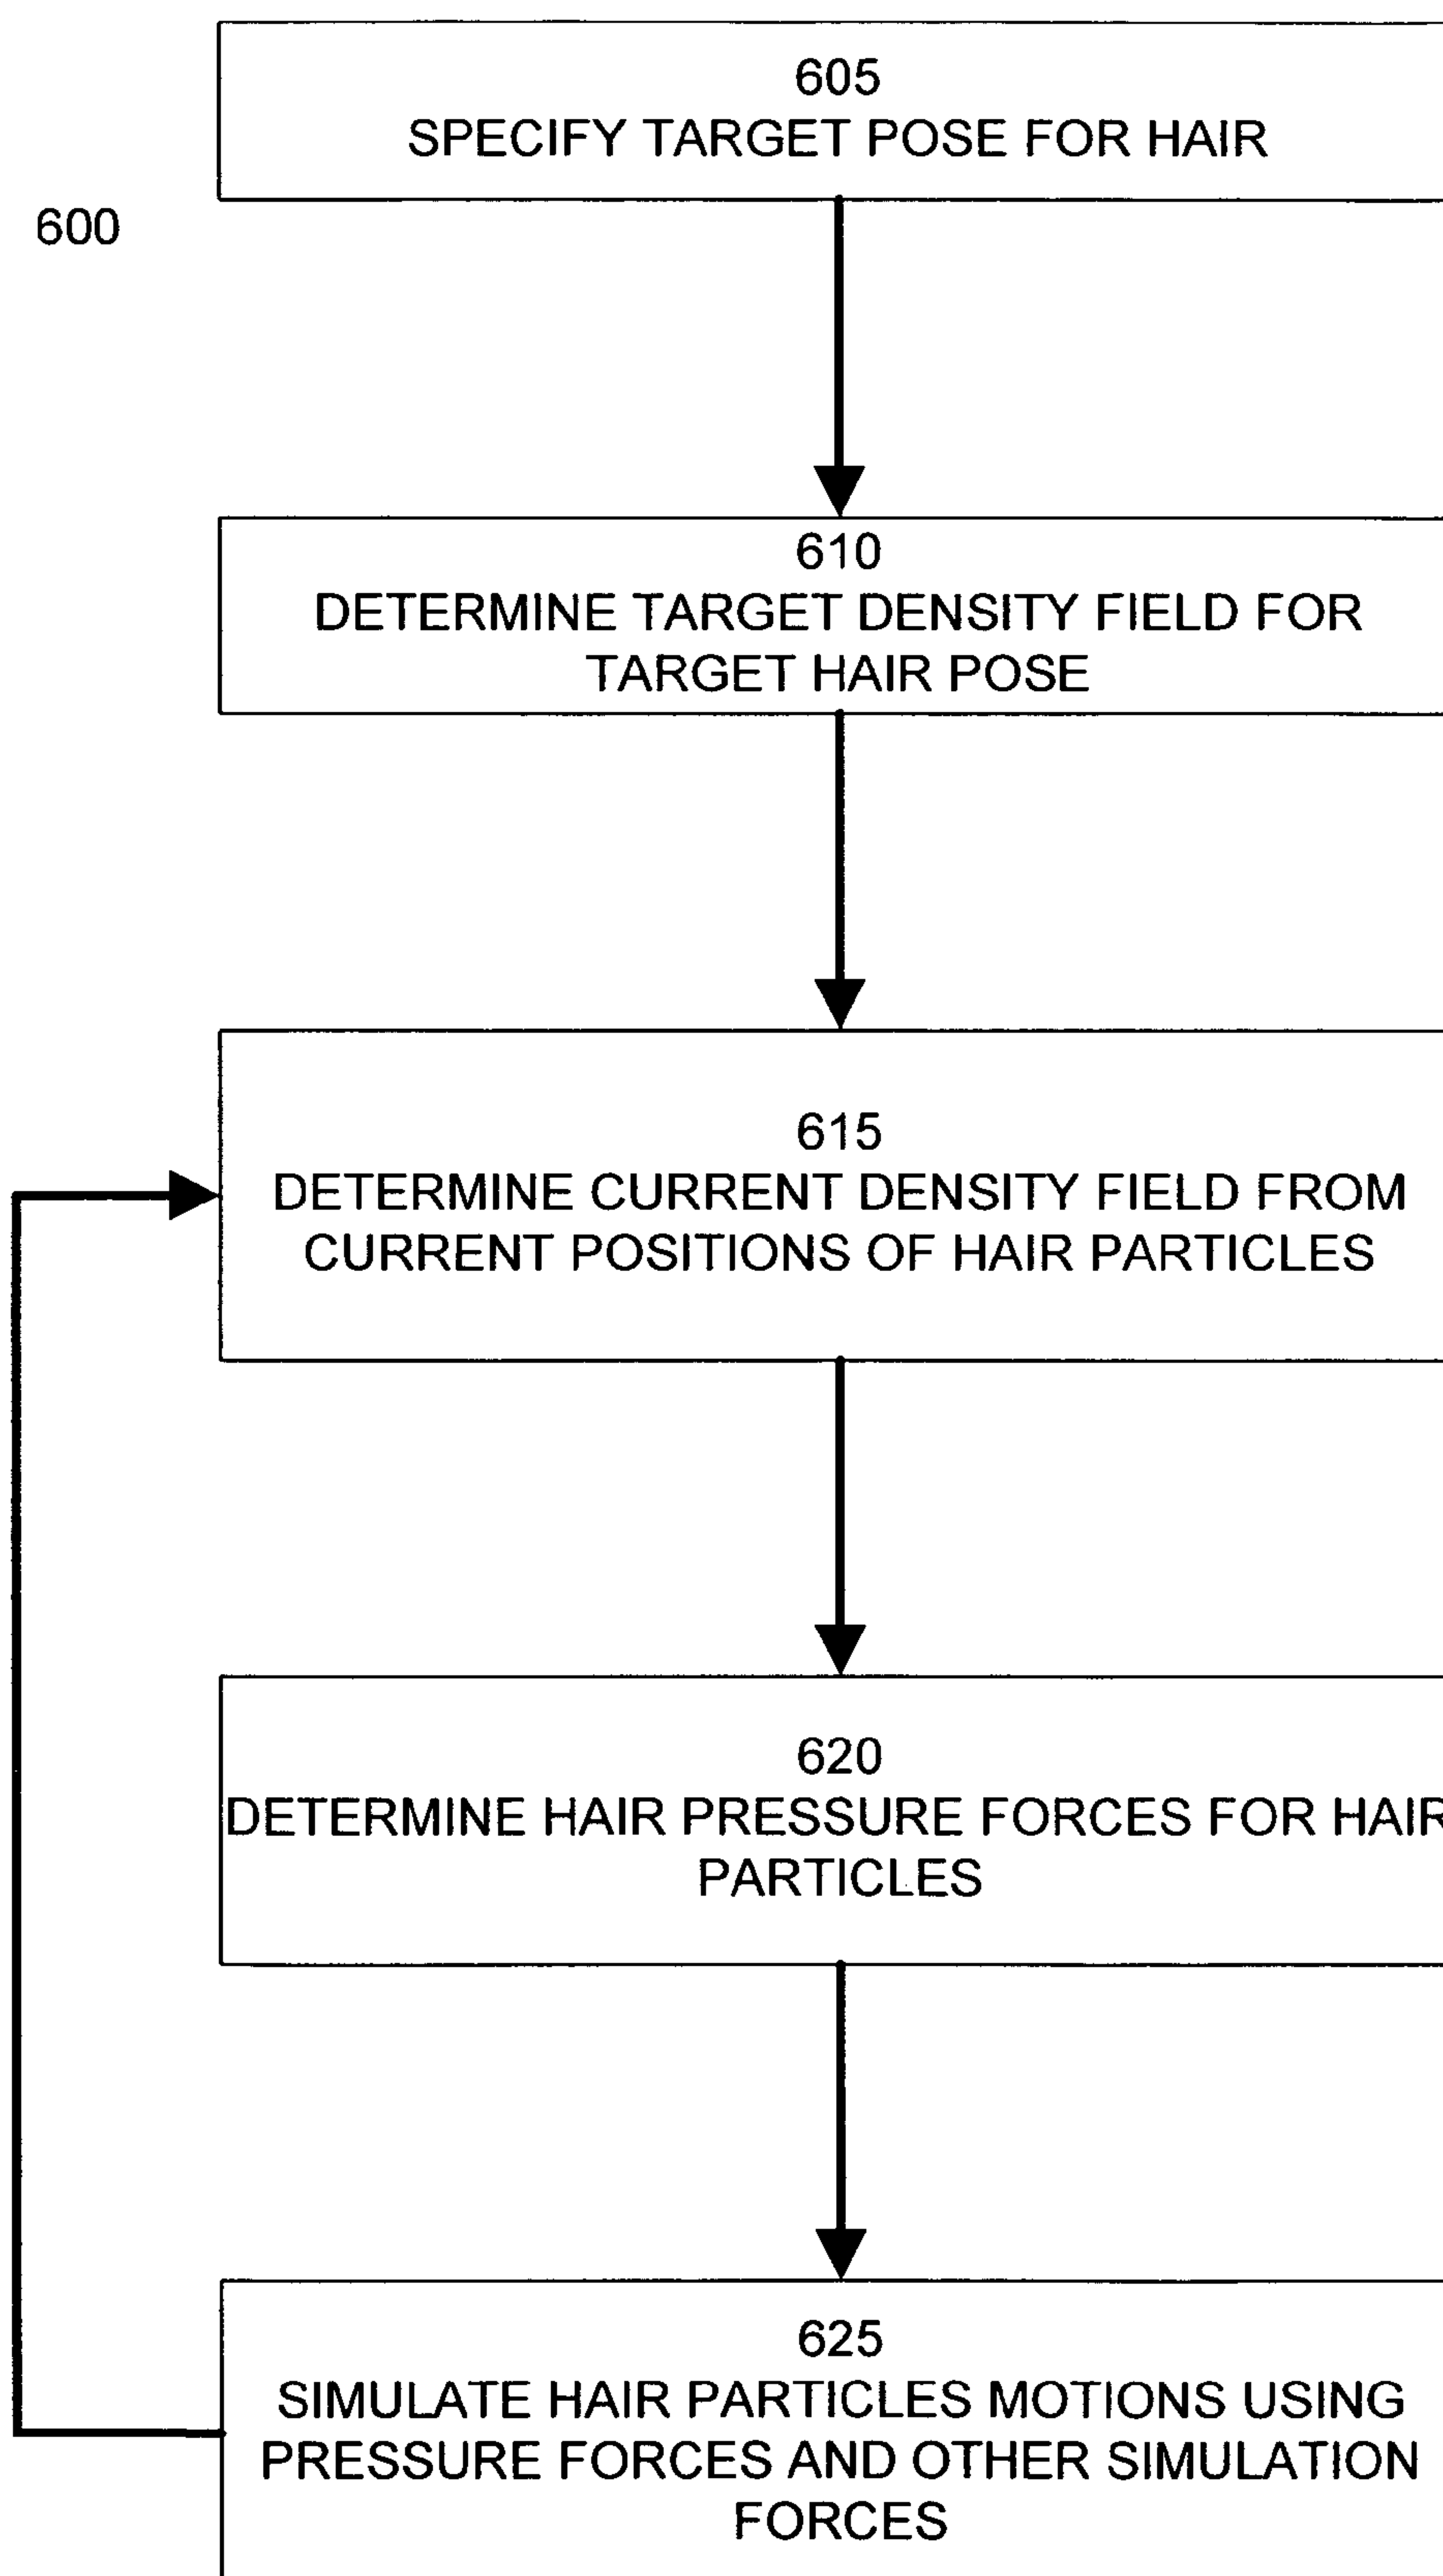 605
SPECIFY TARGET POSE FOR HAIR
600
610
DETERMINE TARGET DENSITY FIELD FOR
TARGET HAIR POSE
615
DETERMINE CURRENT DENSITY FIELD FROM
CURRENT POSITIONS OF HAIR PARTICLES
620
DETERMINE HAIR PRESSURE FORCES FOR HAIR
PARTICLES
625
SIMULATE HAIR PARTICLES MOTIONS USING
PRESSURE FORCES AND OTHER SIMULATION
FORCES